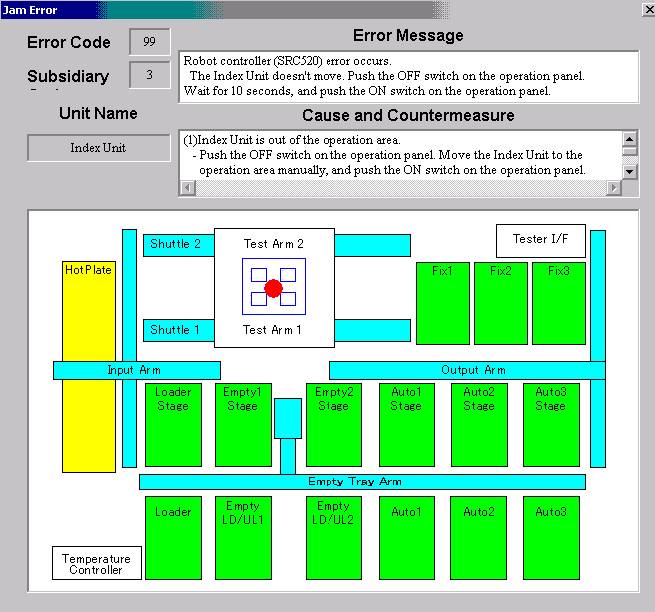 Jam Error
Error Code
99
Error Message
Subsidiary
3
Robot controller (SRC520) error occurs.
The Index Unit doesn't move. Push the OFF switch on the operation panel.
Wait for 10 seconds, and push the ON switch on the operation panel.
Unit Name
Index Unit
Cause and Countermeasure
(1)Index Unit is out of the operation area.
- Push the OFF switch on the operation panel. Move the Index Unit to the
operation area manually, and push the ON switch on the operation panel.
Shuttle 2
Test Arm 2
Tester I/F
HotPlate
Fix1
Fix2
Fix3
Shuttle 1
Test Arm 1
Input Arm
Output Arm
Loader
Stage
Empty1
Stage
Empty2
Stage
Auto1
Stage
Auto2
Stage
Auto3
Stage
Empty Tray Arm
Loader
Empty
LD/UL1
Empty
LD/UL2
Auto1
Auto2
Auto3
Temperature
Controller